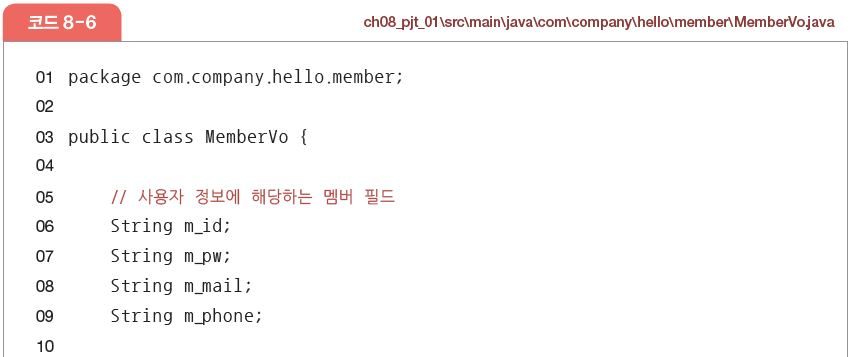 코드 8-6
ch08_pjt_01\src\main\java\com\company\hello\member\MemberVo.java
01 package com.company.hello.member;
02
03 public class MemberVo {
04
05 // 사용자 정보에 해당하는 멤버 필드
06 String m_id;
07 String m_pw;
08 String m_mail;
09 String m_phone;
10